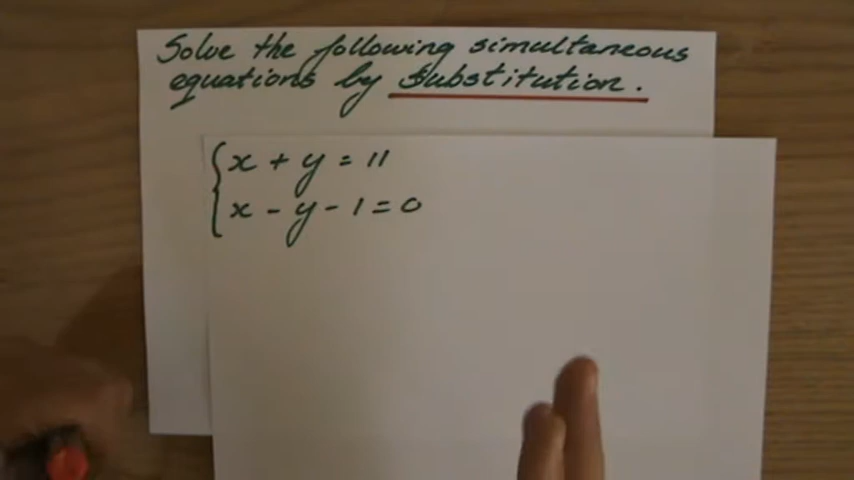 Solve the following simultaneous
equations by substitution.
x + y = 11
x - y - 1 = 0